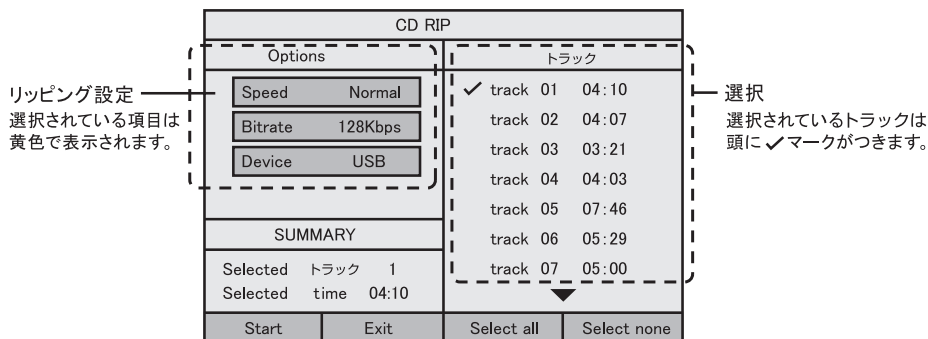 CD RIP
リッピング設定
選択されている項目は
黄色で表示されます。
Options
Speed Normal
Bitrate 128Kbps
Device USB
SUMMARY
Selected トラック 1
Selected time 04:10
トラック
✓ track 01 04:10
track 02 04:07
track 03 03:21
track 04 04:03
track 05 07:46
track 06 05:29
track 07 05:00
選択
選択されているトラックは
頭に✓マークがつきます。
Start Exit Select all Select none